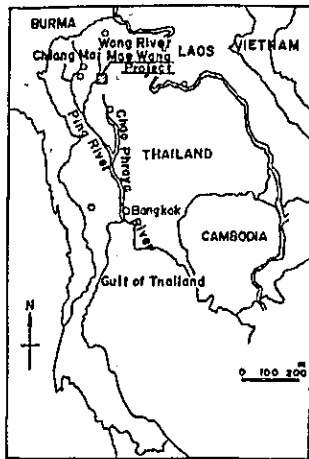 BURMA
Wang River
LAOS
VIETNAM
Chiang Mai
Mae Wang
Project
Ping River
Chao Phraya
River
THAILAND
Bangkok
CAMBODIA
Gulf of Thailand
N
0 100 200 m